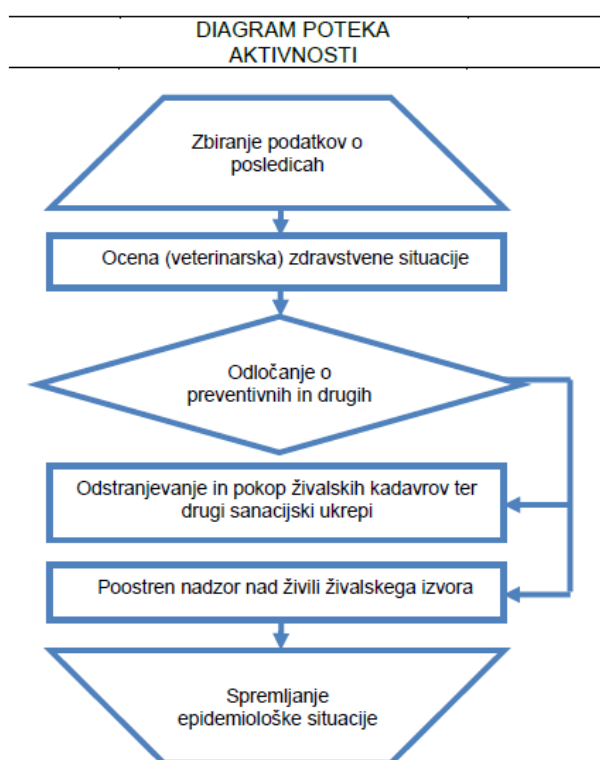 DIAGRAM POTEKA
AKTIVNOSTI
Zbiranje podatkov o
posledicah
Ocena (veterinarska) zdravstvene situacije
Odločanje o
preventivnih in drugih
Odstranjevanje in pokop živalskih kadavrov ter
drugi sanacijski ukrepi
Poostren nadzor nad živili živalskega izvora
Spremljanje
epidemiološke situacije